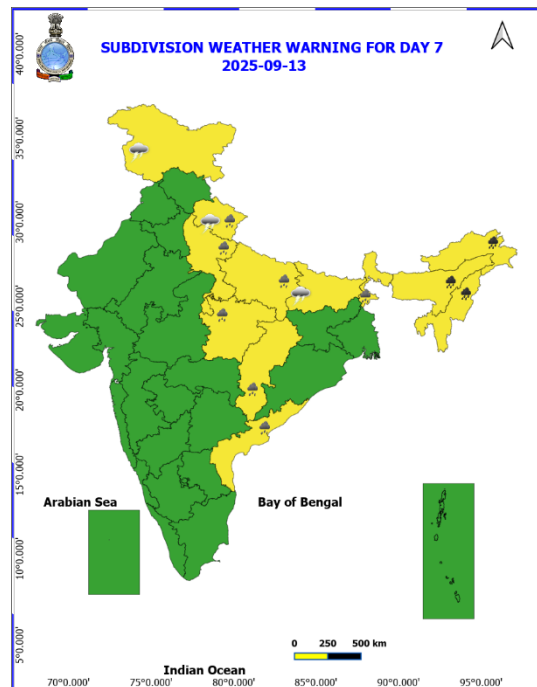 SUBDIVISION WEATHER WARNING FOR DAY 7
2025-09-13
40°0.000'
35°0.000'
30°0.000'
25°0.000'
20°0.000'
15°0.000'
10°0.000'
5°0.000'
Arabian Sea
Bay of Bengal
0 250 500 km
Indian Ocean
70°0.000' 75°0.000' 80°0.000' 85°0.000' 90°0.000' 95°0.000'